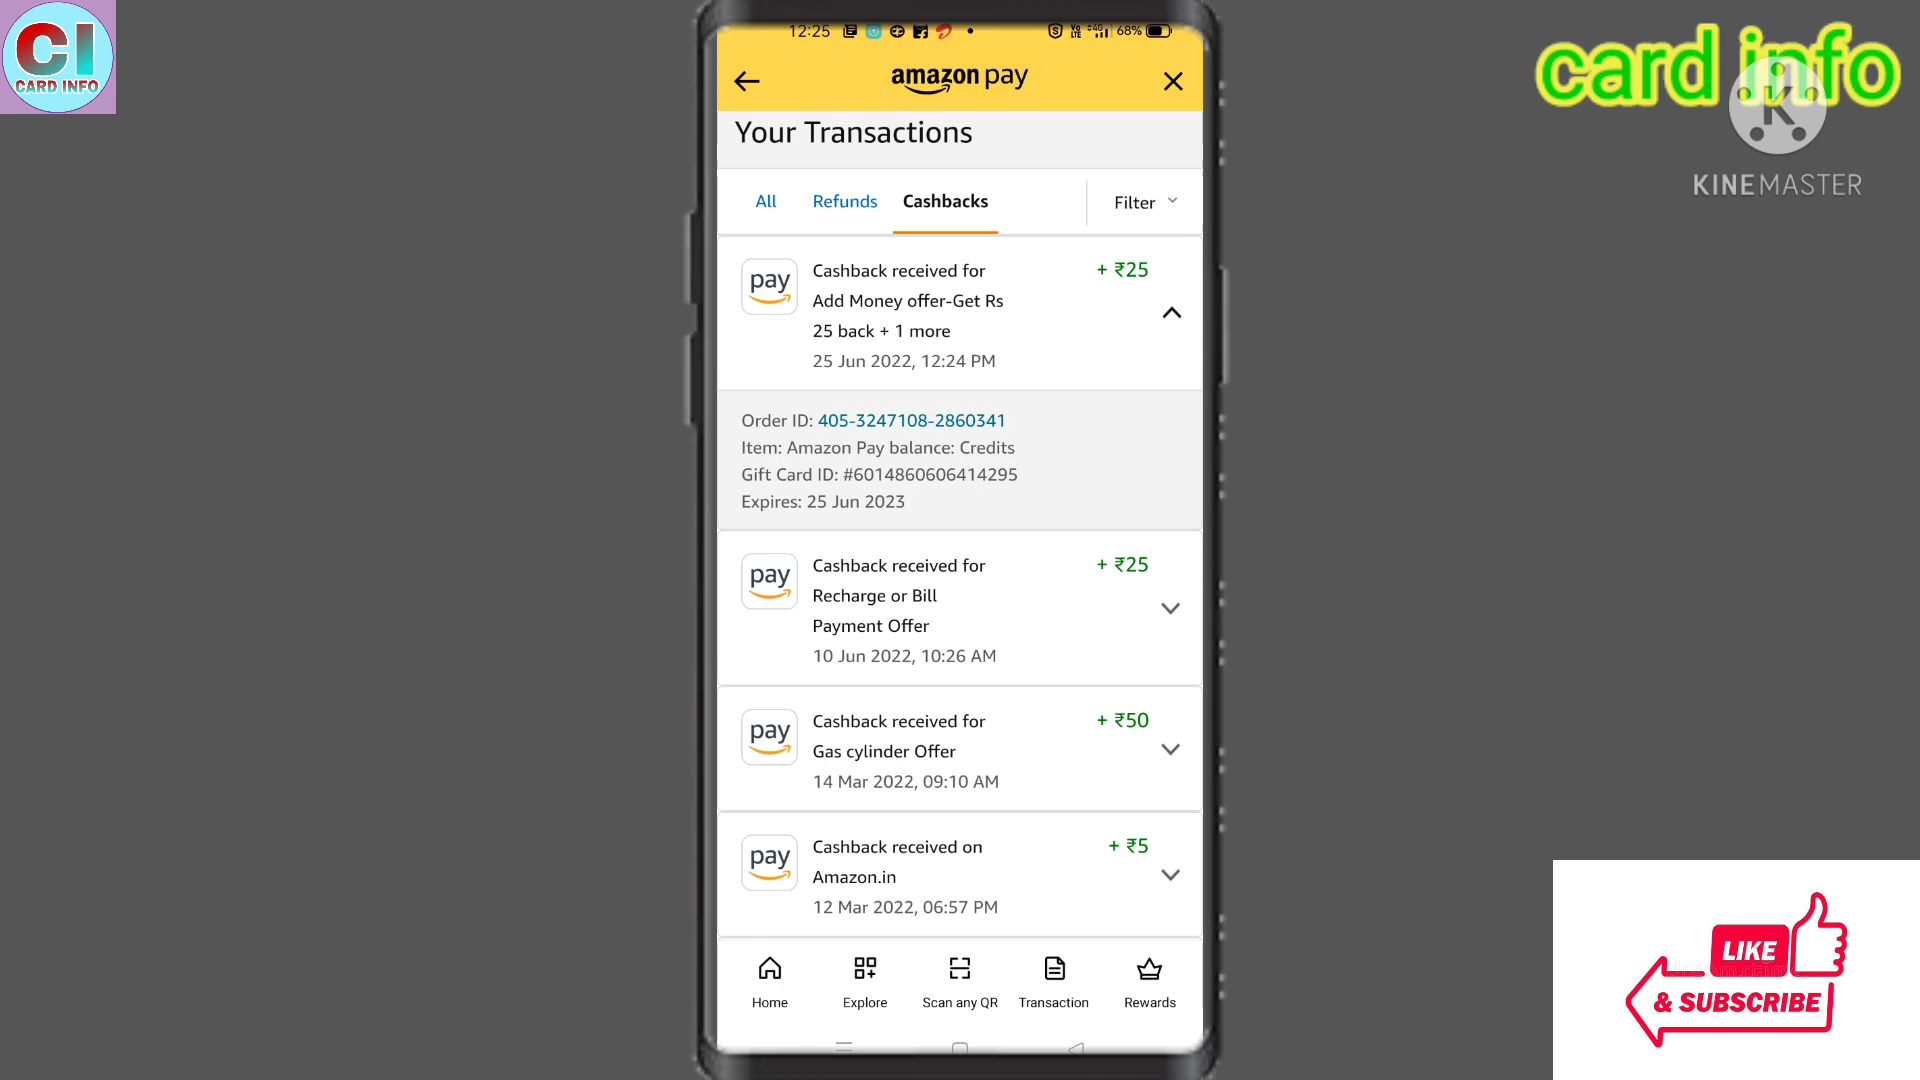 CI
CARD INFO
card info
K
KINEMASTER
12:25
Vo
LTE
4G
68%
amazon pay
Your Transactions
All
Refunds
Cashbacks
Filter
pay
Cashback received for
Add Money offer-Get Rs
25 back + 1 more
25 Jun 2022, 12:24 PM
+ ₹25
Order ID: 405-3247108-2860341
Item: Amazon Pay balance: Credits
Gift Card ID: #6014860606414295
Expires: 25 Jun 2023
pay
Cashback received for
Recharge or Bill
Payment Offer
10 Jun 2022, 10:26 AM
+ ₹25
pay
Cashback received for
Gas cylinder Offer
14 Mar 2022, 09:10 AM
+ ₹50
pay
Cashback received on
Amazon.in
12 Mar 2022, 06:57 PM
+ ₹5
Home
Explore
Scan any QR
Transaction
Rewards
LIKE
& SUBSCRIBE